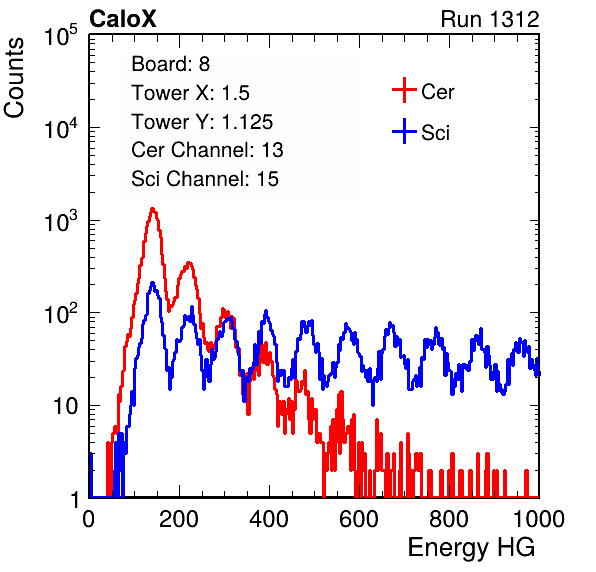 CaloX Run 1312
Counts
10^5
10^4
10^3
10^2
10
1
Board: 8
Tower X: 1.5
Tower Y: 1.125
Cer Channel: 13
Sci Channel: 15
Cer
Sci
0 200 400 600 800 1000
Energy HG